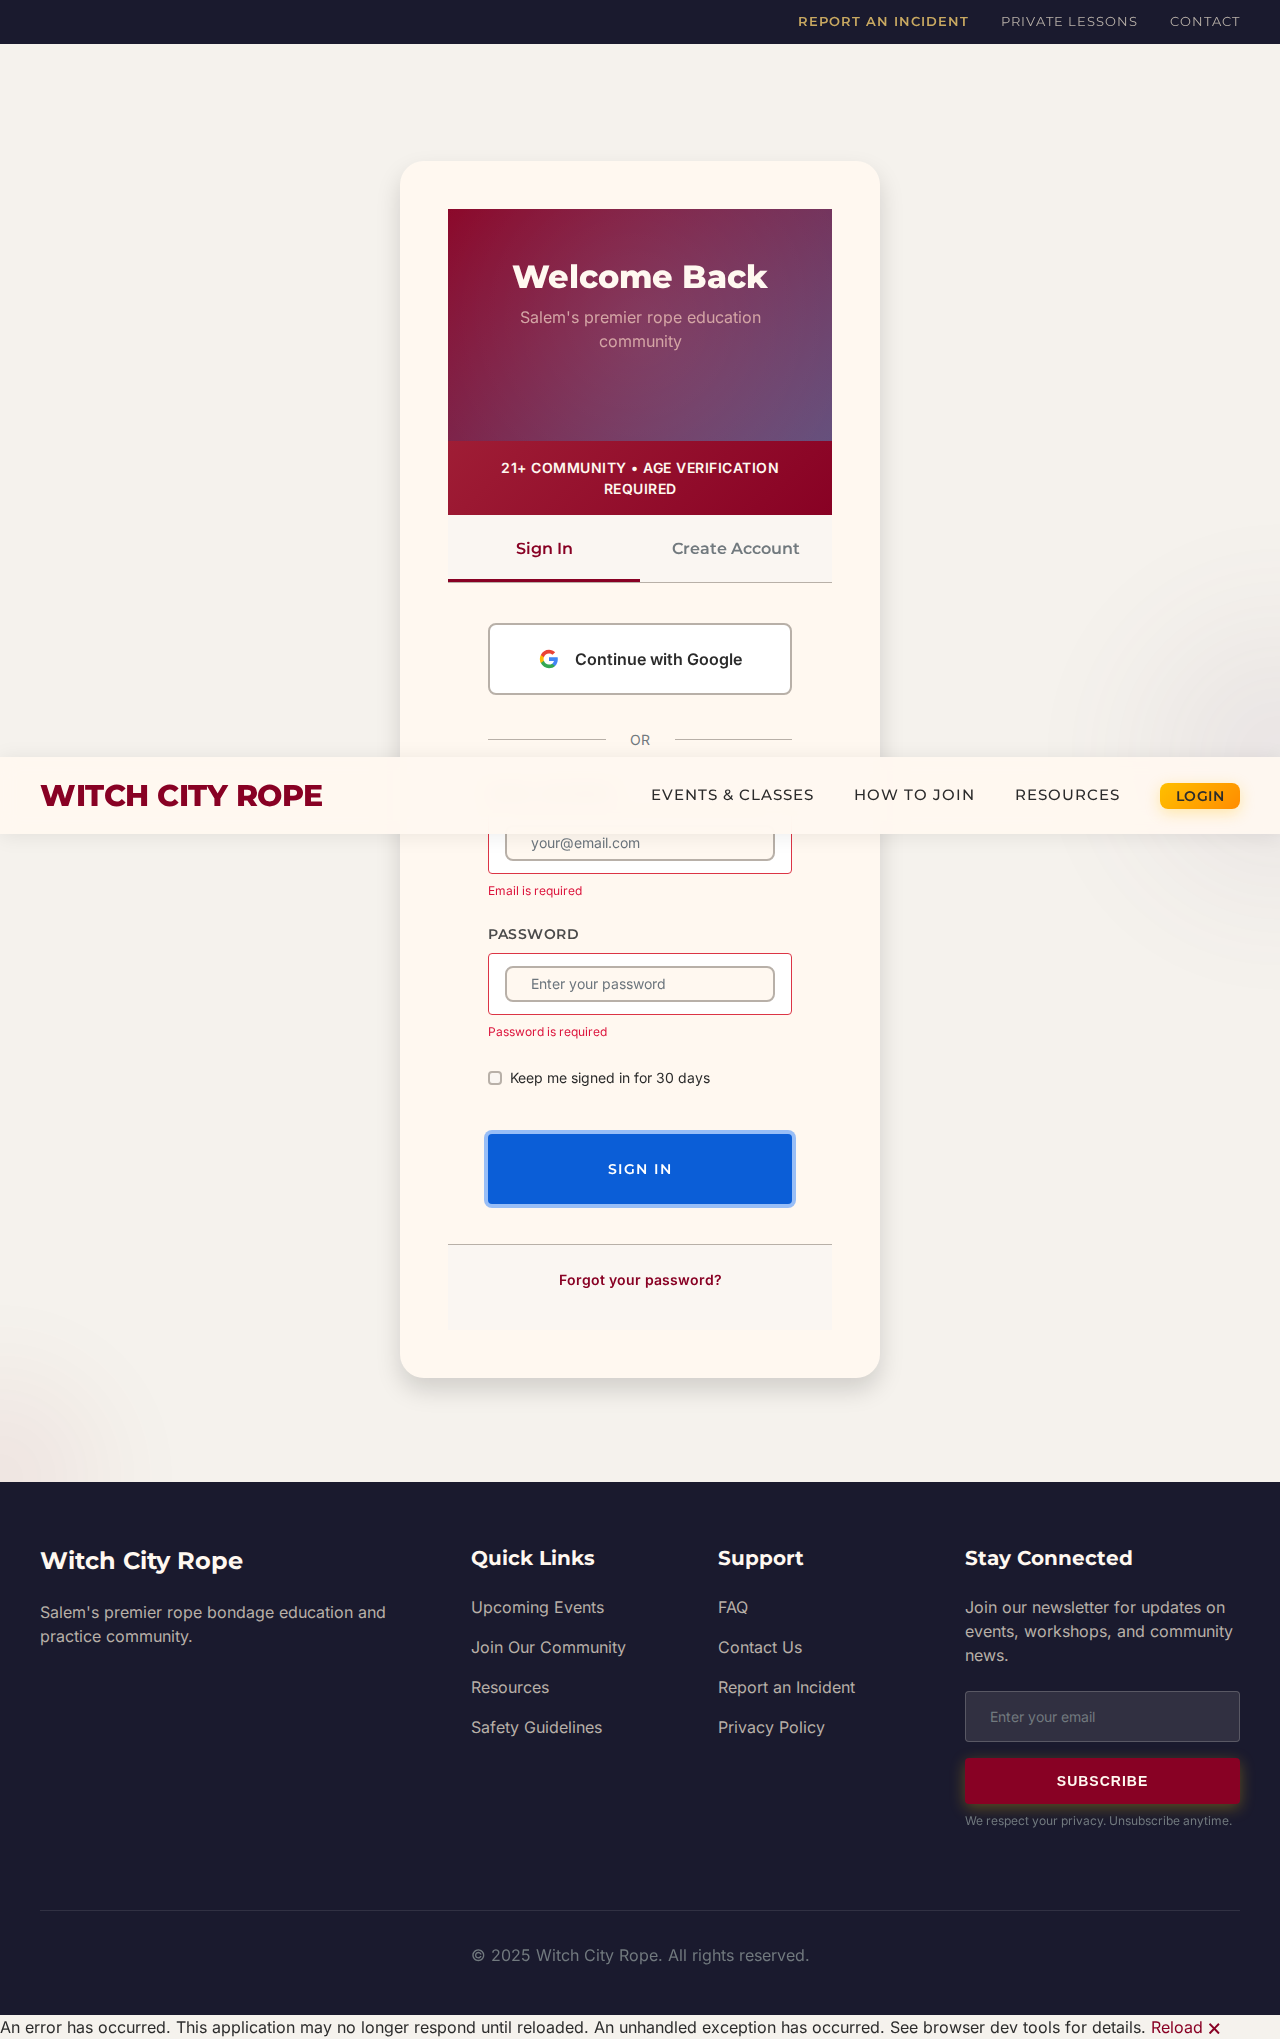 REPORT AN INCIDENT
PRIVATE LESSONS
CONTACT
Welcome Back
Salem's premier rope education
community
21+ COMMUNITY • AGE VERIFICATION
REQUIRED
Sign In
Create Account
Continue with Google
OR
WITCH CITY ROPE
EVENTS & CLASSES
HOW TO JOIN
RESOURCES
LOGIN
your@email.com
Email is required
PASSWORD
Enter your password
Password is required
Keep me signed in for 30 days
SIGN IN
Forgot your password?
Witch City Rope
Salem's premier rope bondage education and
practice community.
Quick Links
Upcoming Events
Join Our Community
Resources
Safety Guidelines
Support
FAQ
Contact Us
Report an Incident
Privacy Policy
Stay Connected
Join our newsletter for updates on
events, workshops, and community
news.
Enter your email
SUBSCRIBE
We respect your privacy. Unsubscribe anytime.
© 2025 Witch City Rope. All rights reserved.
An error has occurred. This application may no longer respond until reloaded. An unhandled exception has occurred. See browser dev tools for details. Reload ✕